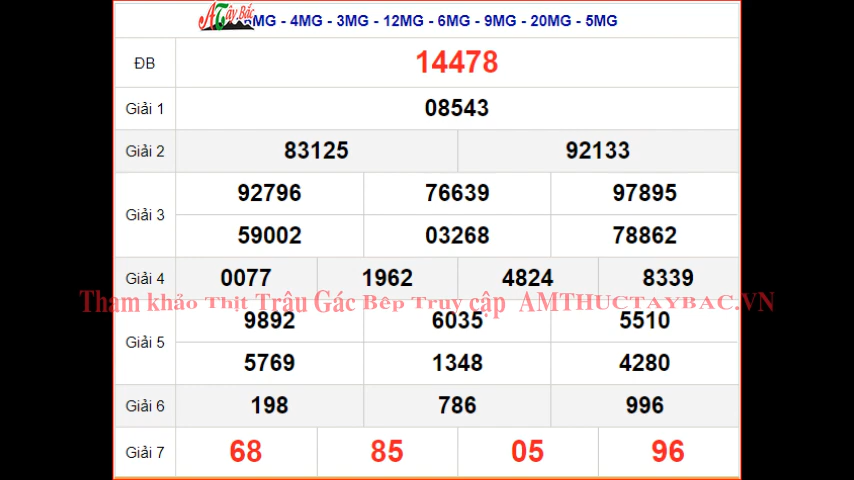 ATây.Bắc
MG - 4MG - 3MG - 12MG - 6MG - 9MG - 20MG - 5MG
ĐB 14478
Giải 1 08543
Giải 2 83125 92133
Giải 3 92796 76639 97895
59002 03268 78862
Giải 4 0077 1962 4824 8339
Tham khảo Thịt Trâu Gác Bếp Truy cập AMTHUCTAYBAC.VN
Giải 5 9892 6035 5510
5769 1348 4280
Giải 6 198 786 996
Giải 7 68 85 05 96